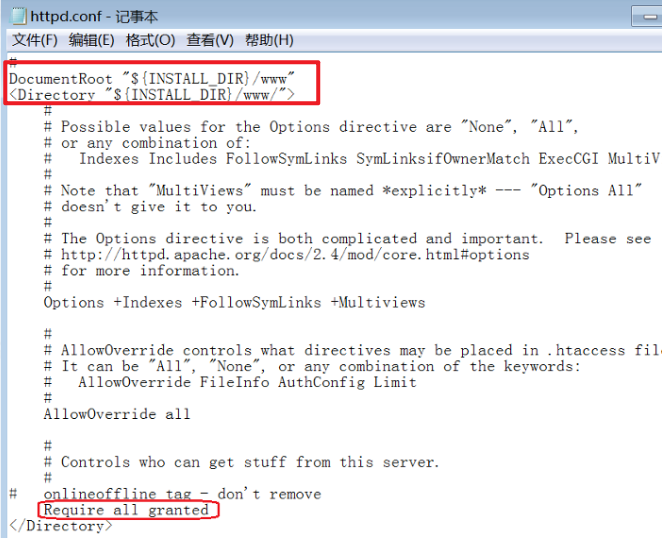 httpd.conf - 记事本
文件(F) 编辑(E) 格式(O) 查看(V) 帮助(H)
#
DocumentRoot "${INSTALL_DIR}/www"
<Directory "${INSTALL_DIR}/www/">
#
# Possible values for the Options directive are "None", "All",
# or any combination of:
#   Indexes Includes FollowSymLinks SymLinksifOwnerMatch ExecCGI MultiV
#
# Note that "MultiViews" must be named *explicitly* --- "Options All"
# doesn't give it to you.
#
# The Options directive is both complicated and important.  Please see
# http://httpd.apache.org/docs/2.4/mod/core.html#options
# for more information.
#
Options +Indexes +FollowSymLinks +Multiviews
#
# AllowOverride controls what directives may be placed in .htaccess file
# It can be "All", "None", or any combination of the keywords:
#   AllowOverride FileInfo AuthConfig Limit
#
AllowOverride all
#
# Controls who can get stuff from this server.
#
#   onlineoffline tag - don't remove
Require all granted
</Directory>